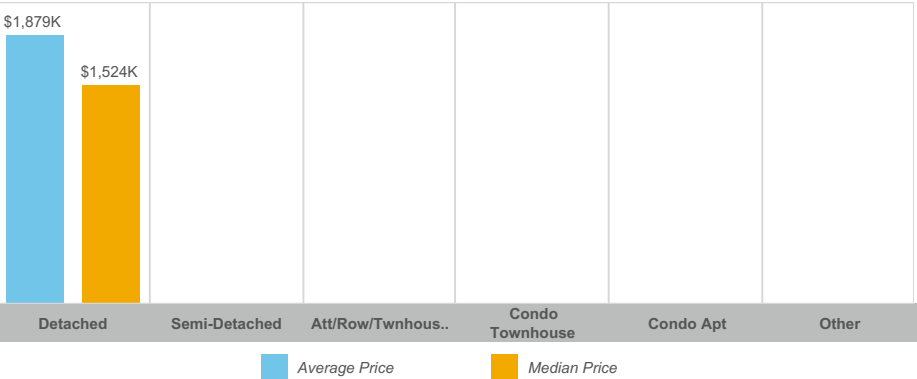 $1,879K
$1,524K
Detached
Semi-Detached
Att/Row/Twnhous..
Condo
Townhouse
Condo Apt
Other
Average Price
Median Price